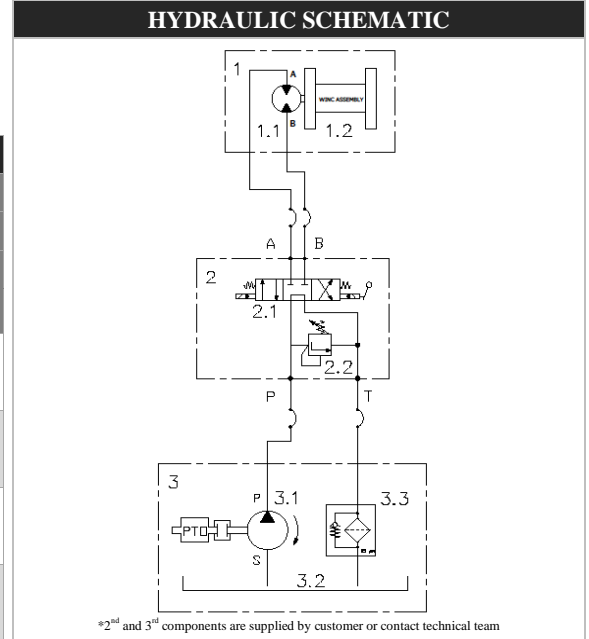 HYDRAULIC SCHEMATIC
1
A
WINC ASSEMBLY
B
1.1
1.2
A
B
2
2.1
2.2
P
T
3
P
3.1
3.3
PTO
S
3.2
*2nd and 3rd components are supplied by customer or contact technical team